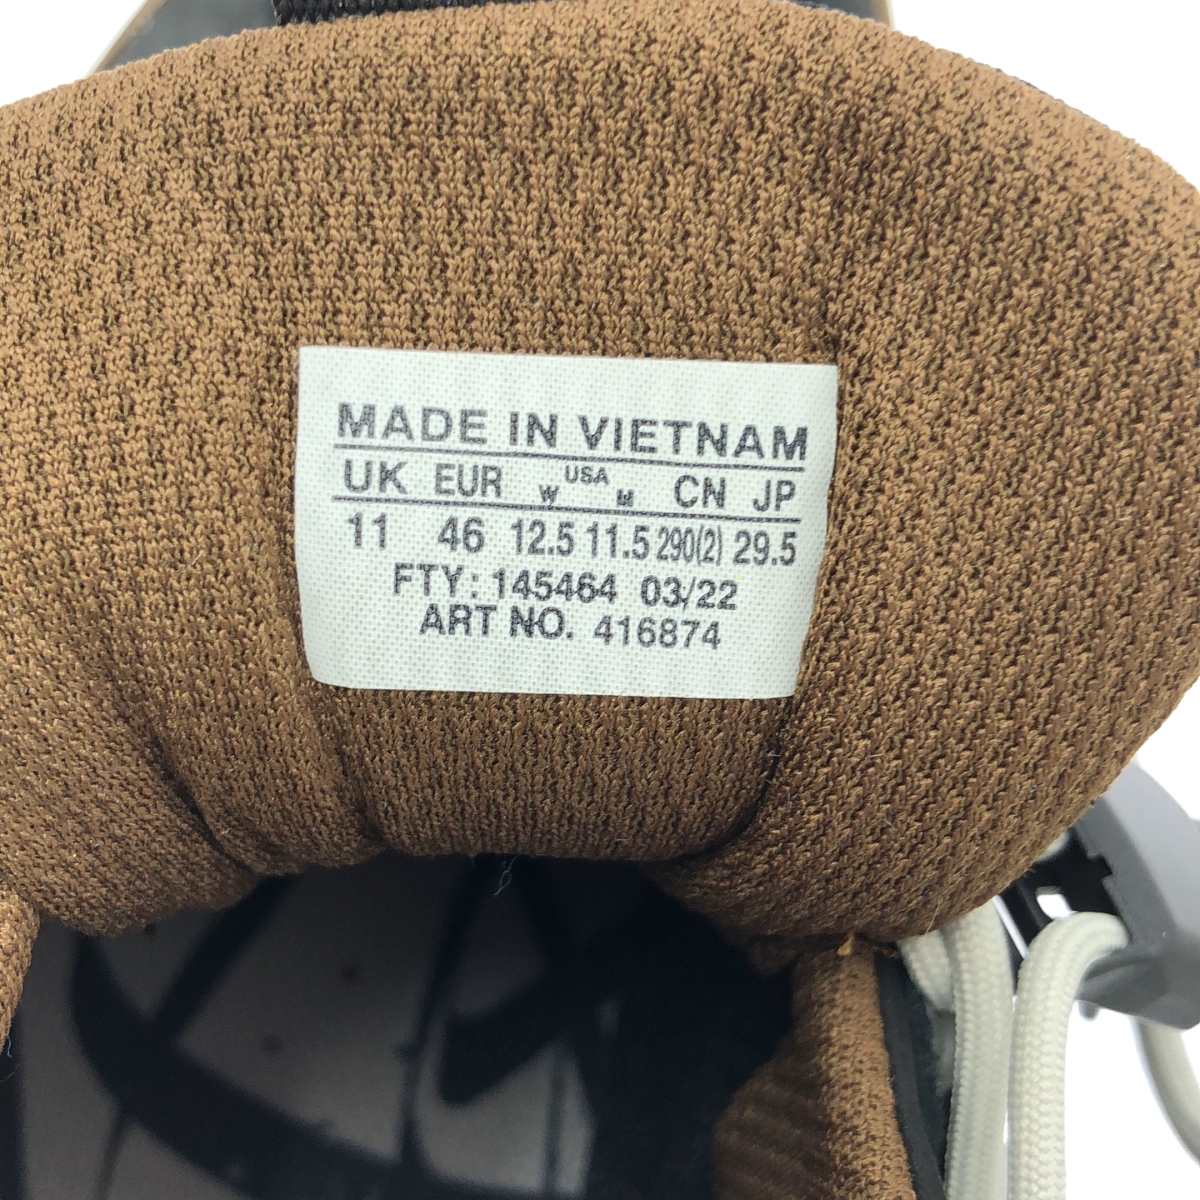 MADE IN VIETNAM
UK EUR W USA M CN JP
11 46 12.5 11.5 290(2) 29.5
FTY: 145464 03/22
ART NO. 416874